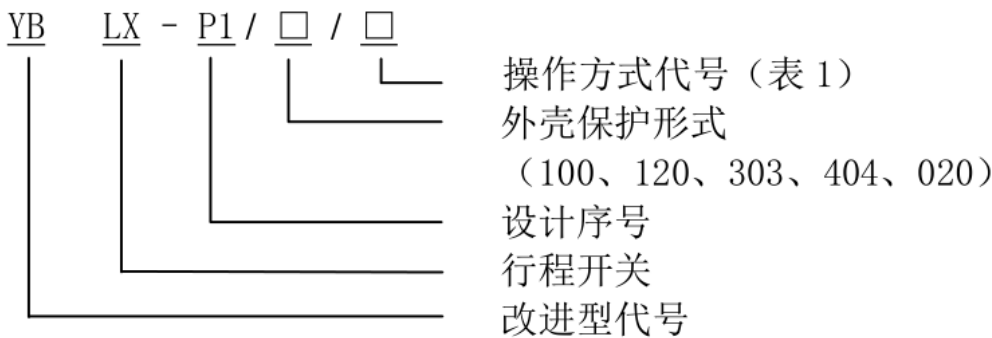 YB LX - P1 / □ / □
操作方式代号（表1）
外壳保护形式
（100、120、303、404、020）
设计序号
行程开关
改进型代号